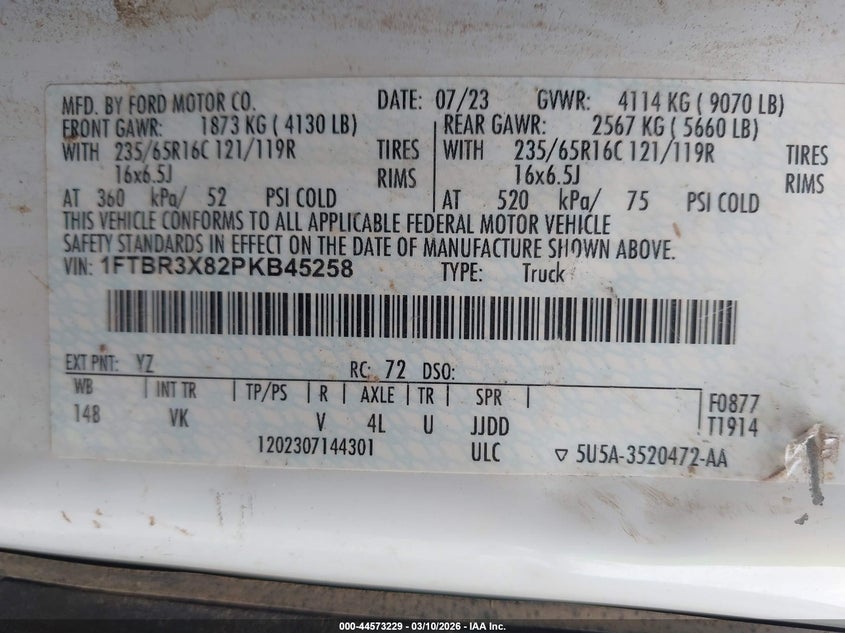 MFD. BY FORD MOTOR CO. DATE: 07/23 GVWR: 4114 KG ( 9070 LB)
FRONT GAWR: 1873 KG ( 4130 LB) REAR GAWR: 2567 KG ( 5660 LB)
WITH 235/65R16C 121/119R TIRES WITH 235/65R16C 121/119R TIRES
16x6.5J RIMS 16x6.5J RIMS
AT 360 kPa/ 52 PSI COLD AT 520 kPa/ 75 PSI COLD
THIS VEHICLE CONFORMS TO ALL APPLICABLE FEDERAL MOTOR VEHICLE
SAFETY STANDARDS IN EFFECT ON THE DATE OF MANUFACTURE SHOWN ABOVE.
VIN: 1FTBR3X82PKB45258 TYPE: Truck
EXT PNT: YZ RC: 72 DSO:
WB INT TR TP/PS R AXLE TR SPR F0877
148 VK V 4L U JJDD T1914
1202307144301 ULC ▽ 5U5A-3520472-AA
000-44573229 - 03/10/2026 - IAA Inc.